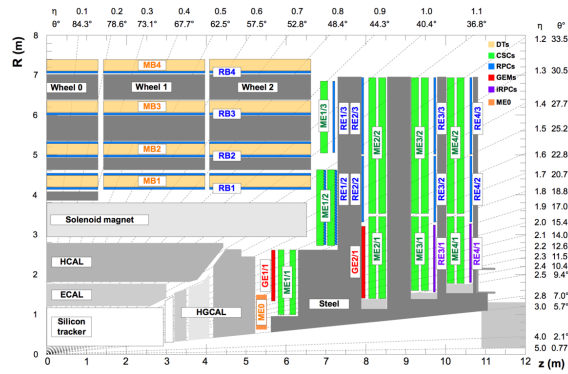 η 0.1 0.2 0.3 0.4 0.5 0.6 0.7 0.8 0.9 1.0 1.1
θ° 84.3° 78.6° 73.1° 67.7° 62.5° 57.5° 52.8° 48.4° 44.3° 40.4° 36.8° η θ°
R (m)
8
7
6
5
4
3
2
1
0
DTs
CSCs
RPCs
GEMs
iRPCs
ME0
MB4
RB4
Wheel 0 Wheel 1 Wheel 2
MB3
RB3
MB2
RB2
MB1
RB1
Solenoid magnet
HCAL
ECAL
Silicon
tracker
HGCAL
Steel
ME0
GE1/1
ME1/1
ME1/2
ME1/3
RE1/3
RE1/2
RE2/3
RE2/2
GE2/1
ME2/2
ME2/1
ME3/2
ME3/1
RE3/3
RE3/2
RE3/1
ME4/2
ME4/1
RE4/3
RE4/2
RE4/1
1.2 33.5°
1.3 30.5°
1.4 27.7°
1.5 25.2°
1.6 22.8°
1.7 20.7°
1.8 18.8°
1.9 17.0°
2.0 15.4°
2.1 14.0°
2.2 12.6°
2.3 11.5°
2.4 10.4°
2.5 9.4°
2.8 7.0°
3.0 5.7°
4.0 2.1°
5.0 0.77°
0 1 2 3 4 5 6 7 8 9 10 11 12
z (m)